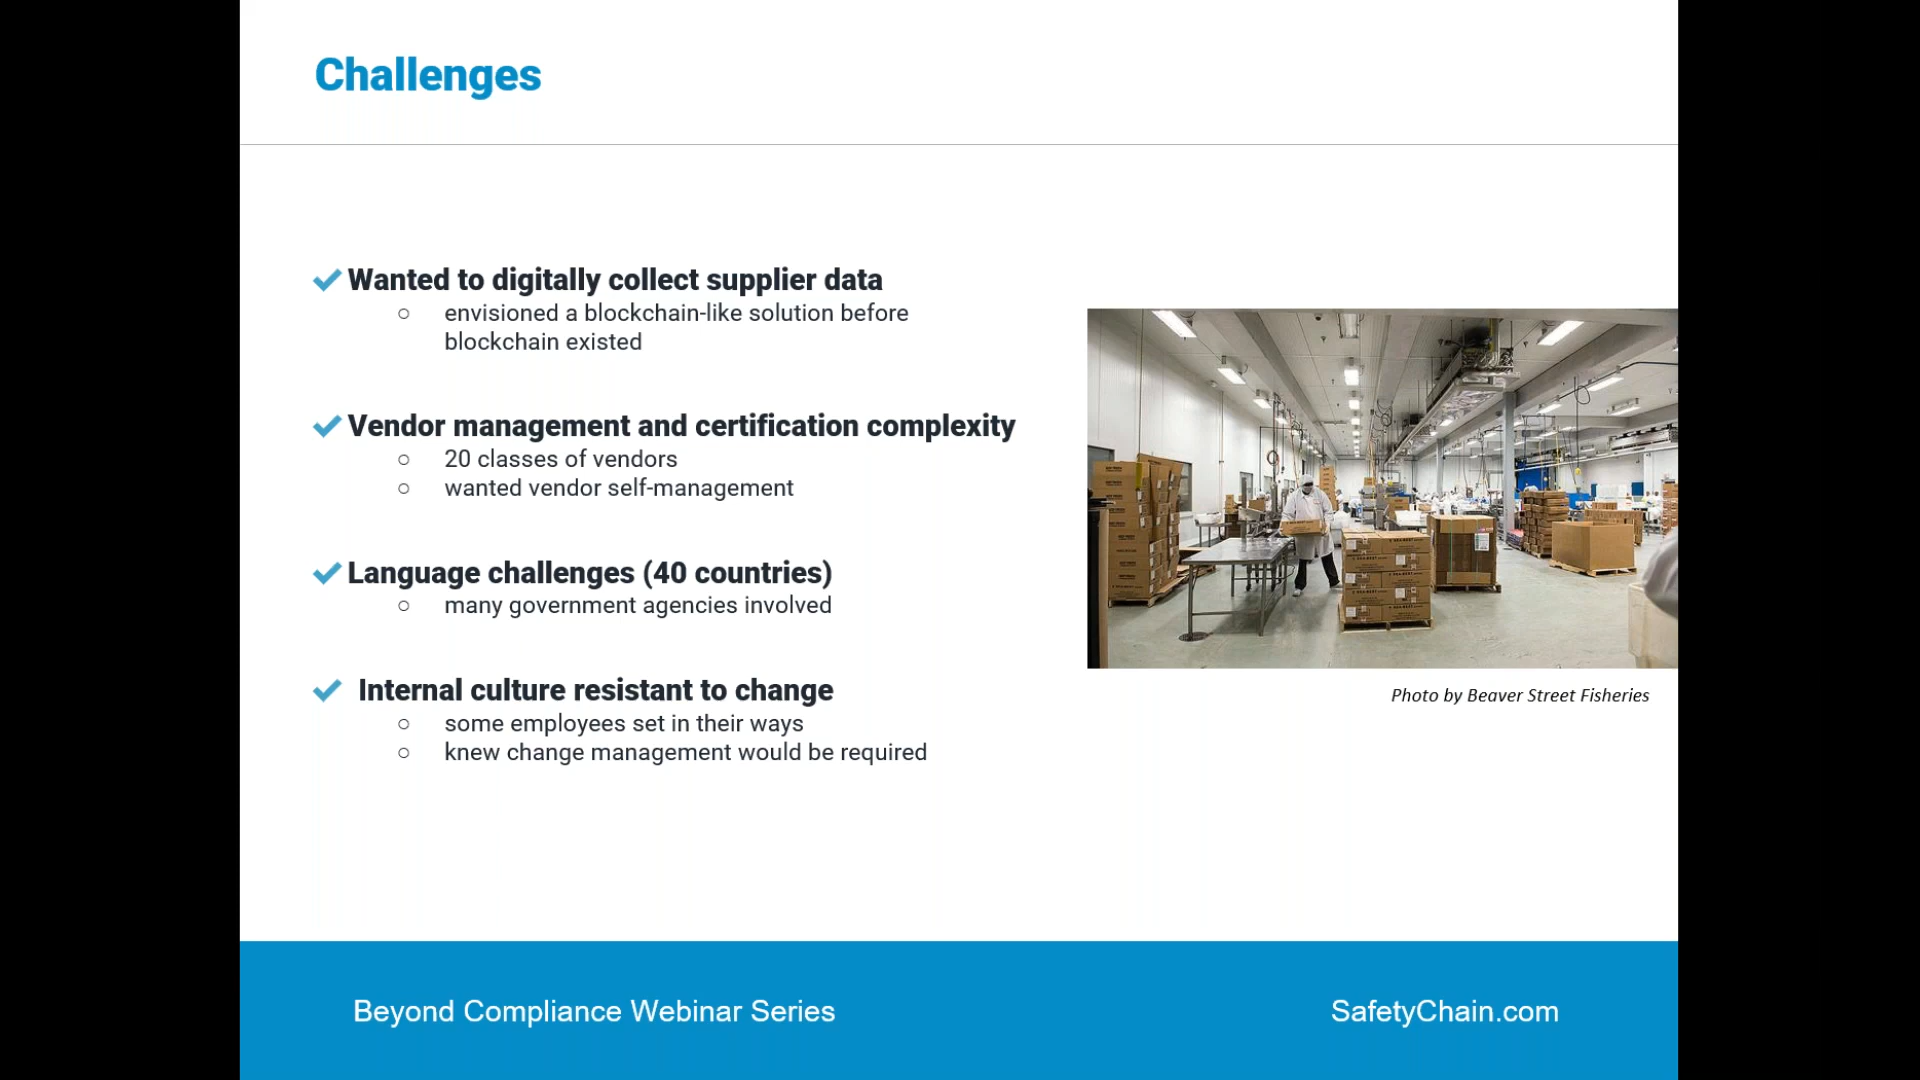 Challenges
Wanted to digitally collect supplier data
envisioned a blockchain-like solution before
blockchain existed
Vendor management and certification complexity
20 classes of vendors
wanted vendor self-management
Language challenges (40 countries)
many government agencies involved
Internal culture resistant to change
some employees set in their ways
knew change management would be required
Photo by Beaver Street Fisheries
Beyond Compliance Webinar Series
SafetyChain.com